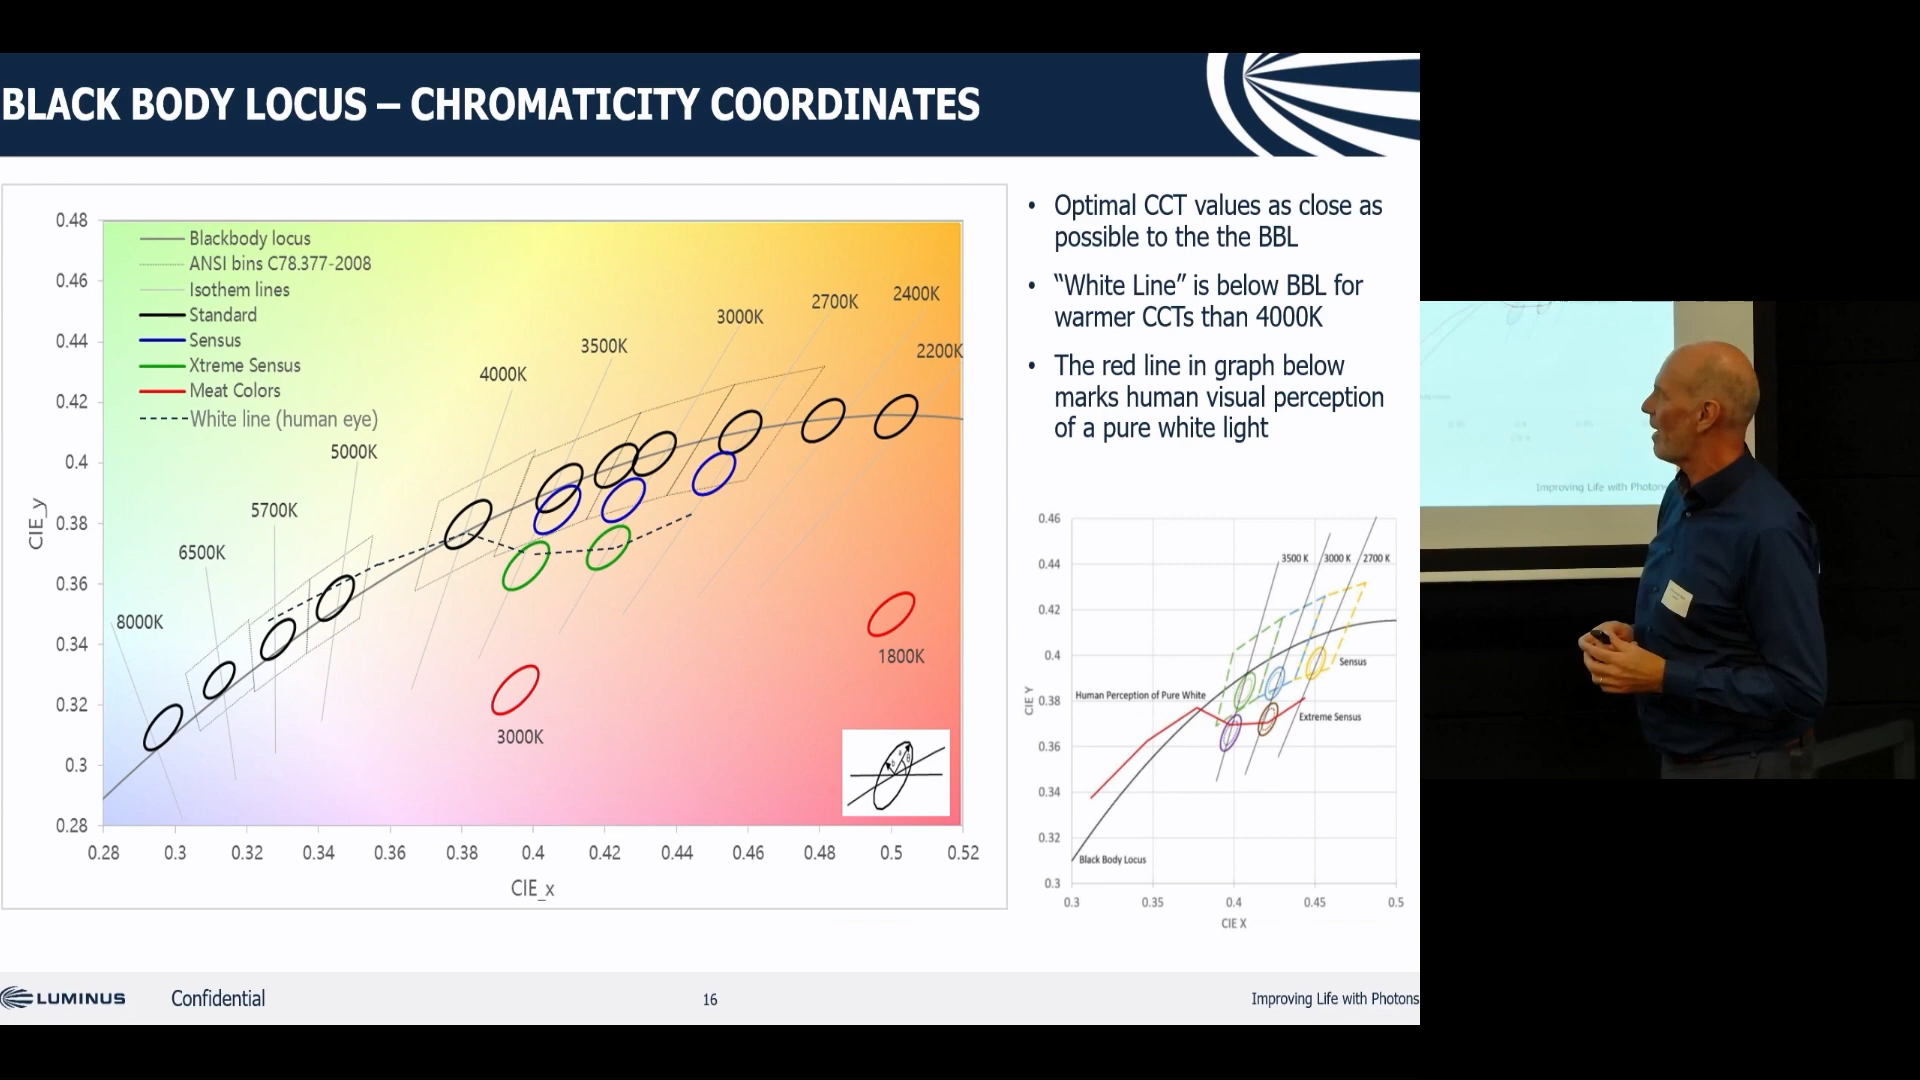 BLACK BODY LOCUS – CHROMATICITY COORDINATES
0.48
0.46
0.44
0.42
0.4
0.38
0.36
0.34
0.32
0.3
0.28
CIE_y
Blackbody locus
ANSI bins C78.377-2008
Isothem lines
Standard
Sensus
Xtreme Sensus
Meat Colors
White line (human eye)
8000K
6500K
5700K
5000K
4000K
3500K
3000K
2700K
2400K
2200K
3000K
1800K
0.28 0.3 0.32 0.34 0.36 0.38 0.4 0.42 0.44 0.46 0.48 0.5 0.52
CIE_x
• Optimal CCT values as close as
possible to the the BBL
• “White Line” is below BBL for
warmer CCTs than 4000K
• The red line in graph below
marks human visual perception
of a pure white light
0.46
0.44
0.42
0.4
0.38
0.36
0.34
0.32
0.3
CIE Y
3500 K 3000 K 2700 K
Sensus
Human Perception of Pure White
Extreme Sensus
Black Body Locus
0.3 0.35 0.4 0.45 0.5
CIE X
LUMINUS
Confidential
16
Improving Life with Photons
Improving Life with Photon